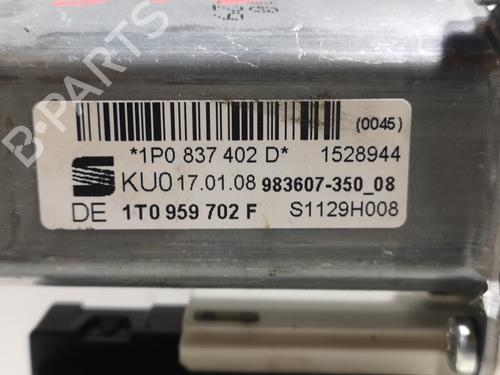 B-PARTS
(0045)
*1P0 837 402 D* 1528944
KU0 17.01.08 983607-350_08
DE 1T0 959 702 F S1129H008